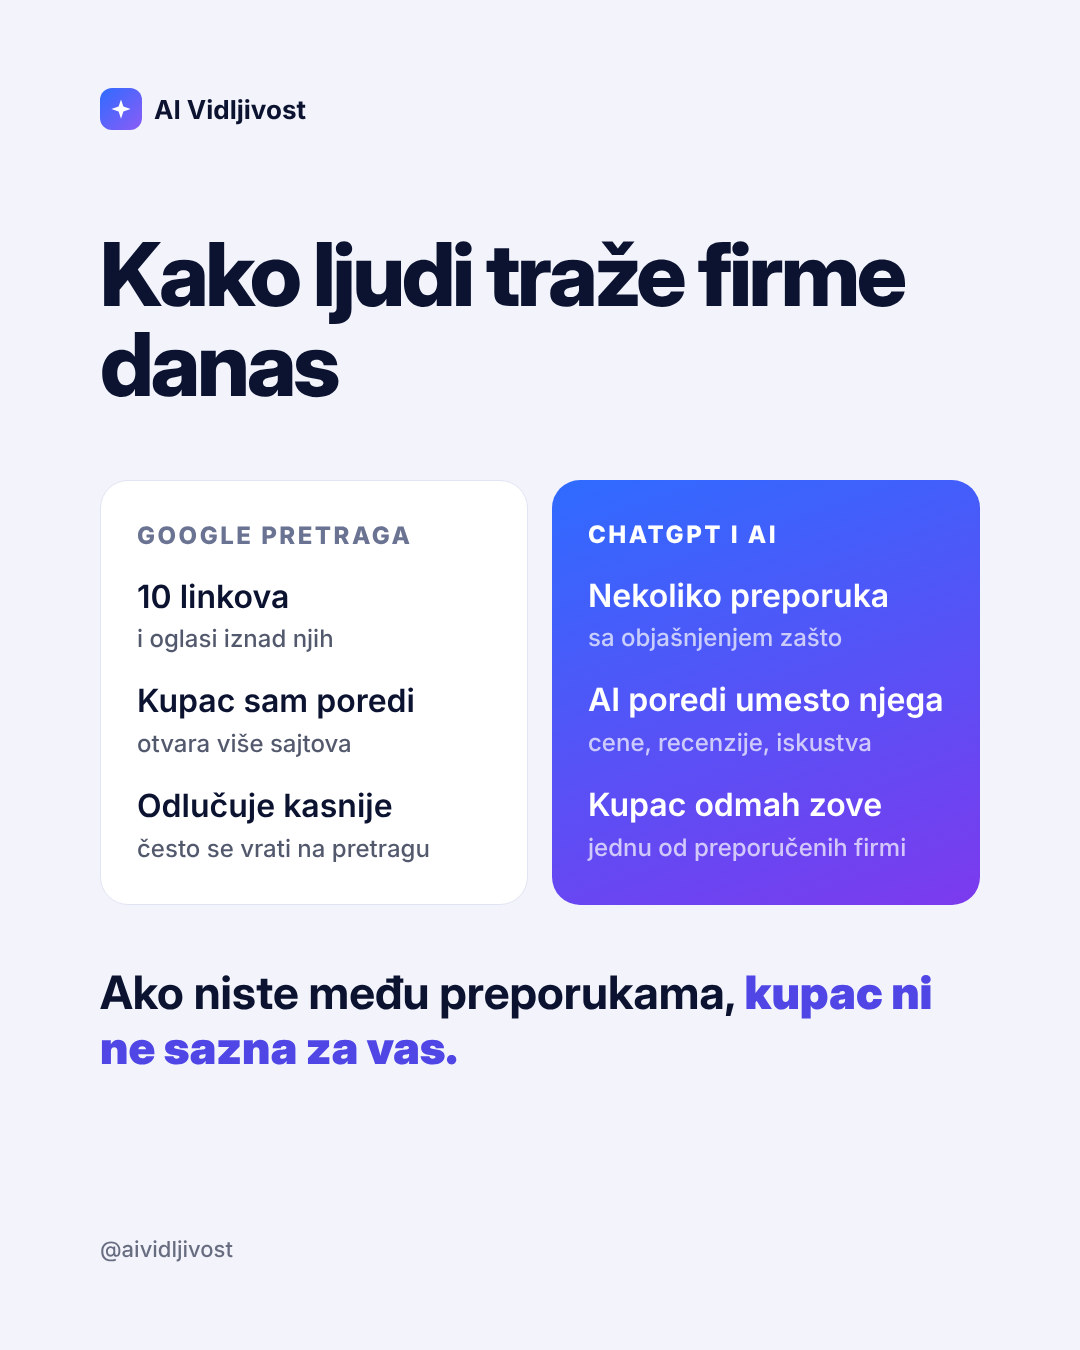 AI Vidljivost
Kako ljudi traže firme
danas
GOOGLE PRETRAGA
10 linkova
i oglasi iznad njih
Kupac sam poredi
otvara više sajtova
Odlučuje kasnije
često se vrati na pretragu
CHATGPT I AI
Nekoliko preporuka
sa objašnjenjem zašto
AI poredi umesto njega
cene, recenzije, iskustva
Kupac odmah zove
jednu od preporučenih firmi
Ako niste među preporukama, kupac ni
ne sazna za vas.
@aividljivost